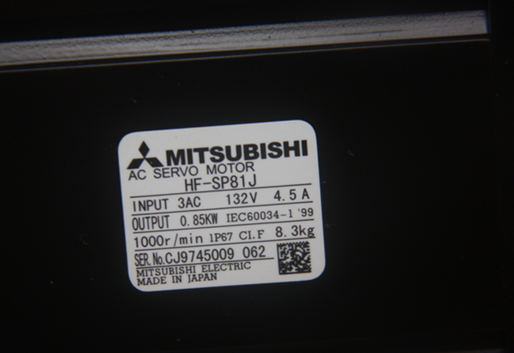 MITSUBISHI
AC SERVO MOTOR
HF-SP81J
INPUT 3AC 132V 4.5A
OUTPUT 0.85KW IEC60034-1 '99
1000r/min IP67 CI.F 8.3kg
SER.No.CJ9745009 062
MITSUBISHI ELECTRIC
MADE IN JAPAN